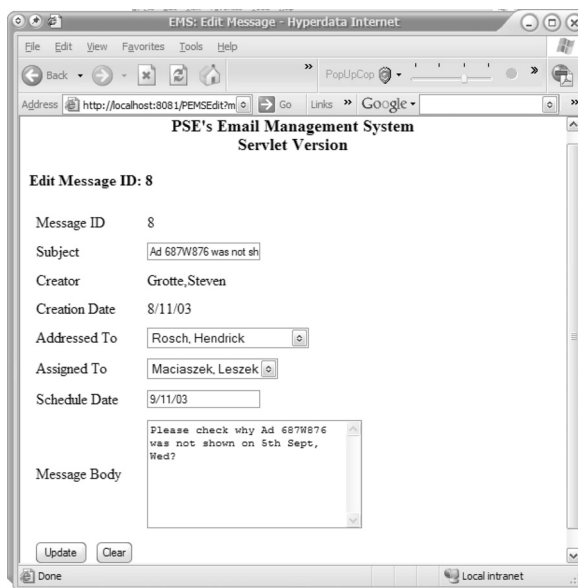 EMS: Edit Message - Hyperdata Internet
File Edit View Favorites Tools Help
Back » PopUpCop »
Address http://localhost:8081/PEMSEdit?m Go Links » Google »
PSE's Email Management System
Servlet Version
Edit Message ID: 8
Message ID 8
Subject Ad 687W876 was not sh
Creator Grotte,Steven
Creation Date 8/11/03
Addressed To Rosch, Hendrick
Assigned To Maciaszek, Leszek
Schedule Date 9/11/03
Please check why Ad 687W876
was not shown on 5th Sept,
Wed?
Message Body
Update Clear
Done Local intranet